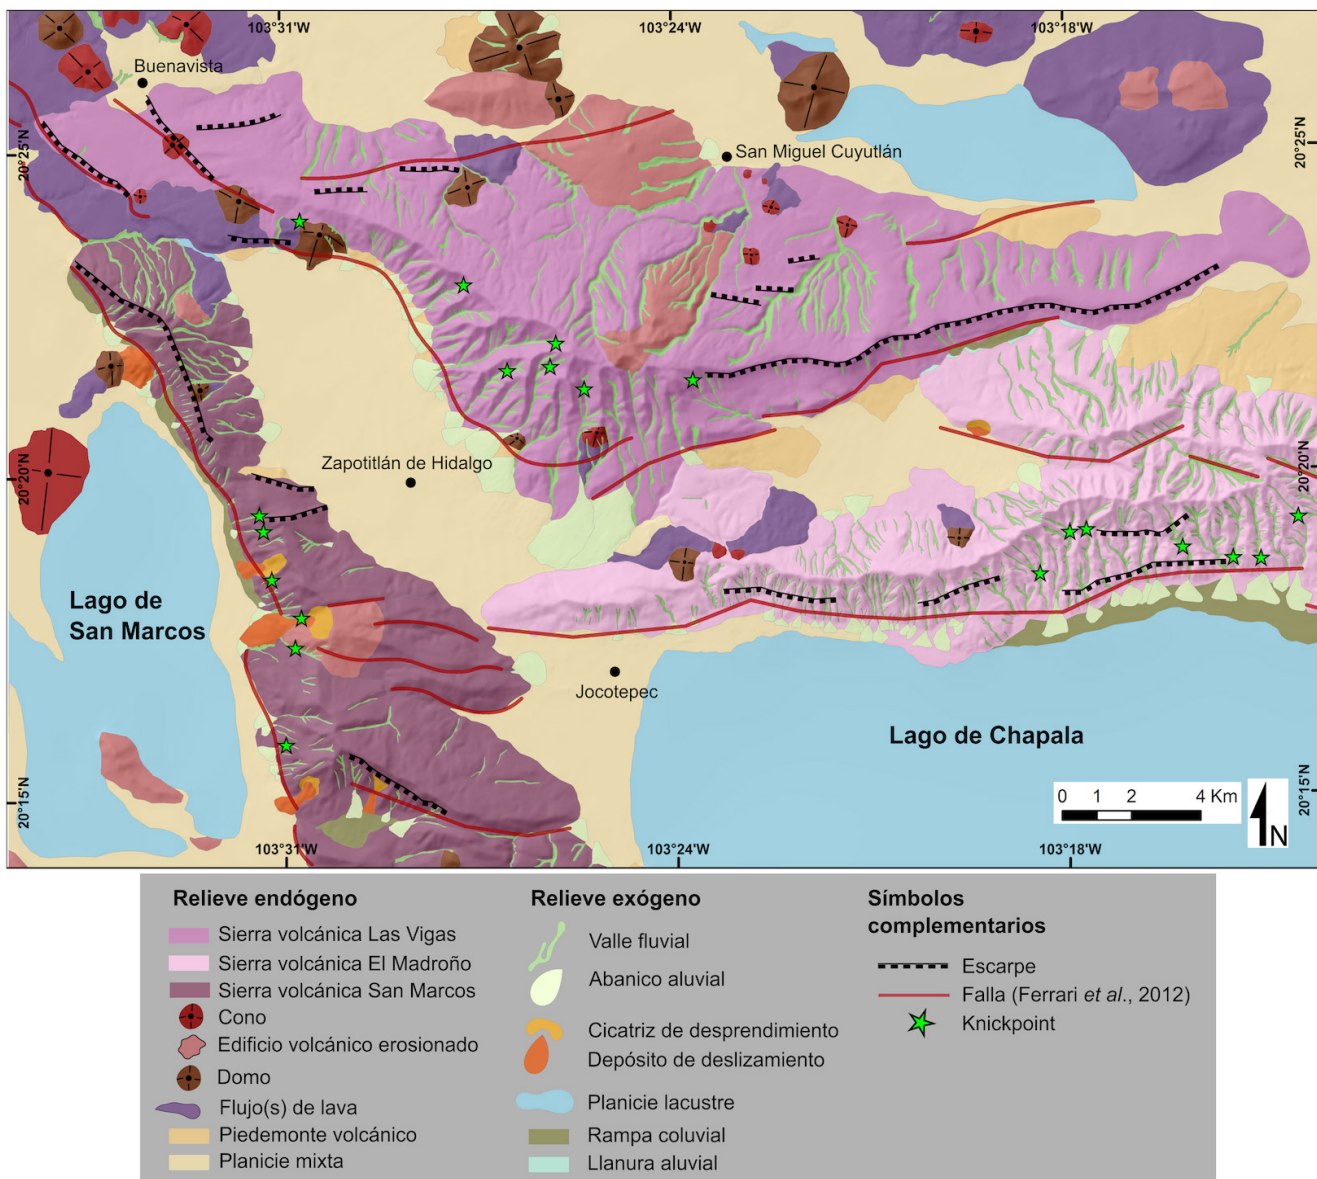 103°31'W
103°24'W
103°18'W
Buenavista
20°25'N
San Miguel Cuyutlán
20°25'N
Zapotitlán de Hidalgo
20°20'N
20°20'N
Lago de
San Marcos
Jocotepec
Lago de Chapala
20°15'N
20°15'N
0 1 2 4 Km
N
103°31'W
103°24'W
103°18'W
Relieve endógeno
Sierra volcánica Las Vigas
Sierra volcánica El Madroño
Sierra volcánica San Marcos
Cono
Edificio volcánico erosionado
Domo
Flujo(s) de lava
Piedemonte volcánico
Planicie mixta
Relieve exógeno
Valle fluvial
Abanico aluvial
Cicatriz de desprendimiento
Depósito de deslizamiento
Planicie lacustre
Rampa coluvial
Llanura aluvial
Símbolos
complementarios
Escarpe
Falla (Ferrari et al., 2012)
Knickpoint